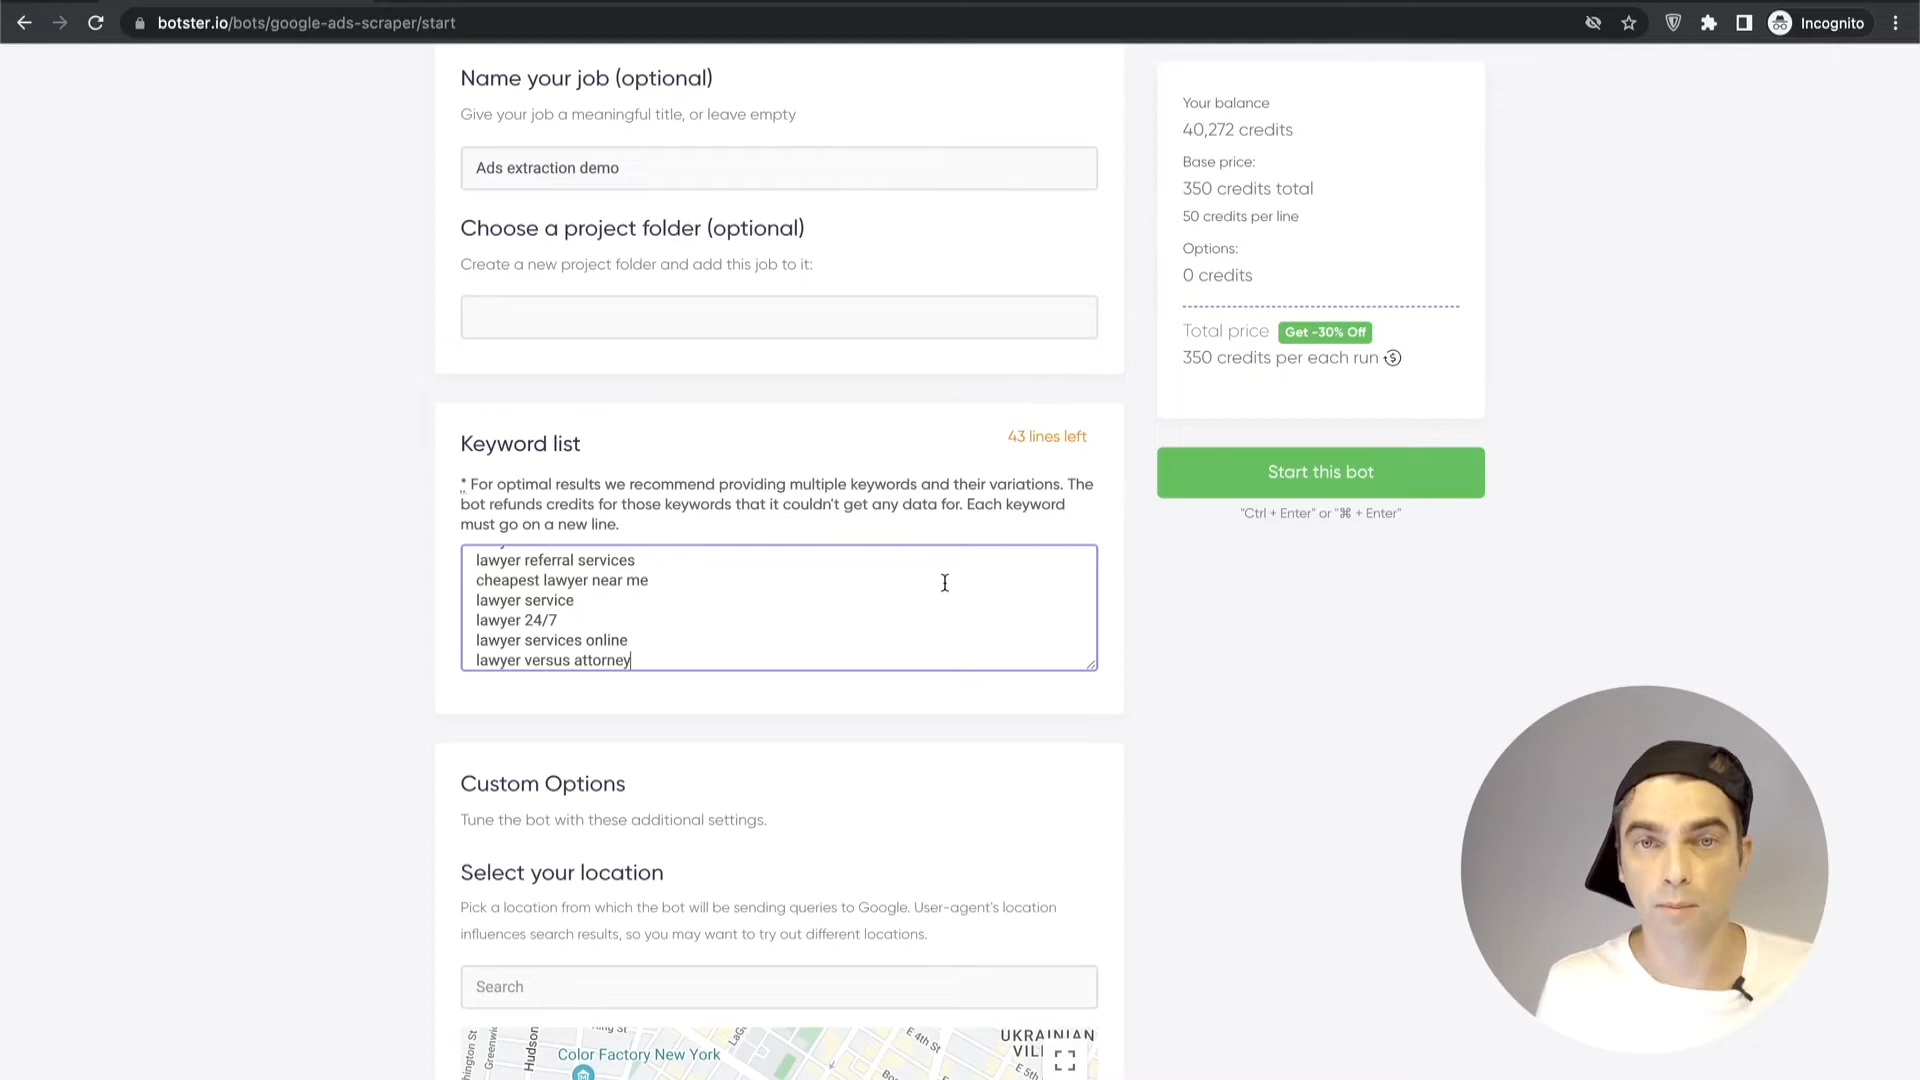 botster.io/bots/google-ads-scraper/start
Incognito
Name your job (optional)
Give your job a meaningful title, or leave empty
Ads extraction demo
Choose a project folder (optional)
Create a new project folder and add this job to it:
Your balance
40,272 credits
Base price:
350 credits total
50 credits per line
Options:
0 credits
Total price Get -30% Off
350 credits per each run
Start this bot
"Ctrl + Enter" or "⌘ + Enter"
Keyword list
43 lines left
* For optimal results we recommend providing multiple keywords and their variations. The
bot refunds credits for those keywords that it couldn't get any data for. Each keyword
must go on a new line.
lawyer referral services
cheapest lawyer near me
lawyer service
lawyer 24/7
lawyer services online
lawyer versus attorney
Custom Options
Tune the bot with these additional settings.
Select your location
Pick a location from which the bot will be sending queries to Google. User-agent's location
influences search results, so you may want to try out different locations.
Search
Hudson
Color Factory New York
E 4th St
E 5th
UKRAINIAN